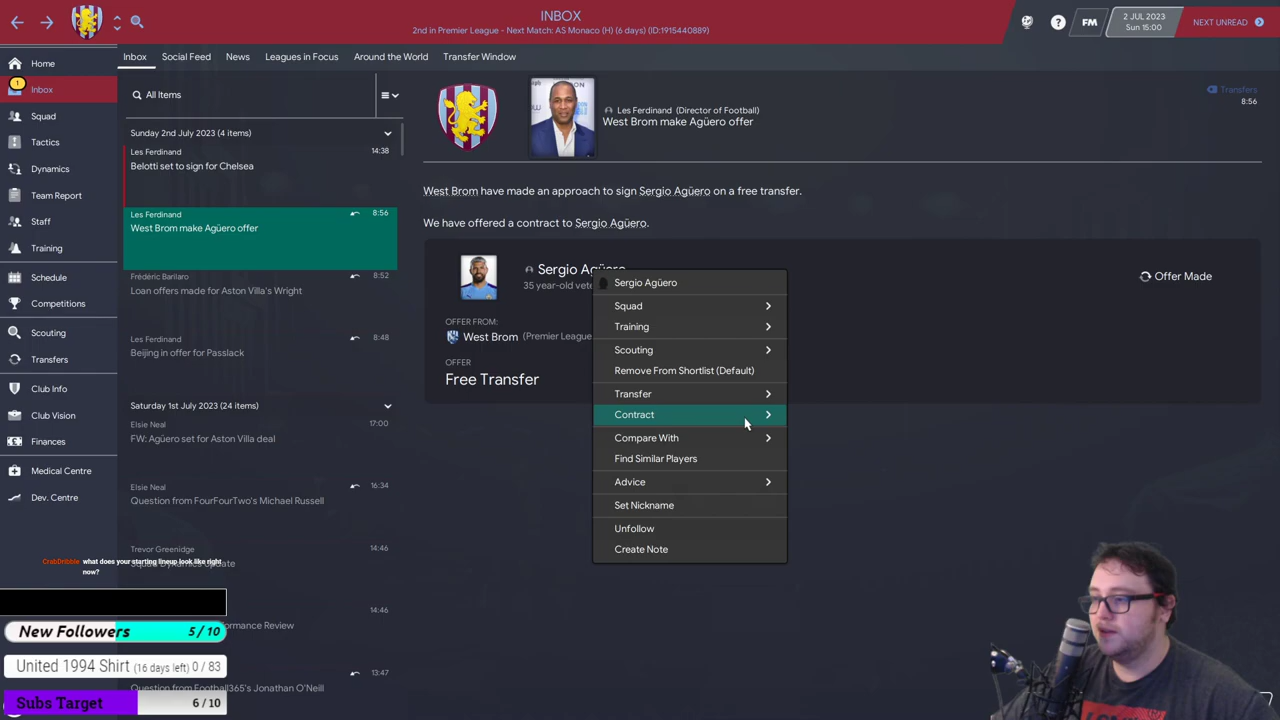 INBOX
2nd in Premier League - Next Match: AS Monaco (H) (6 days) (ID:1915440889)
FM
2 JUL 2023
Sun 15:00
NEXT UNREAD
Home
1
Inbox
Squad
Tactics
Dynamics
Team Report
Staff
Training
Schedule
Competitions
Scouting
Transfers
Club Info
Club Vision
Finances
Medical Centre
Dev. Centre
Inbox Social Feed News Leagues in Focus Around the World Transfer Window
All Items
Sunday 2nd July 2023 (4 items)
Les Ferdinand 14:38
Belotti set to sign for Chelsea
Les Ferdinand 8:56
West Brom make Agüero offer
Frédéric Barilaro 8:52
Loan offers made for Aston Villa's Wright
Les Ferdinand 8:48
Beijing in offer for Passlack
Saturday 1st July 2023 (24 items)
Elsie Neal 17:00
FW: Agüero set for Aston Villa deal
Elsie Neal 16:34
Question from FourFourTwo's Michael Russell
Trevor Greenidge 14:46
Update
14:46
Performance Review
13:47
Question from Football365's Jonathan O'Neill
Les Ferdinand (Director of Football)
West Brom make Agüero offer
Transfers
8:56
West Brom have made an approach to sign Sergio Agüero on a free transfer.
We have offered a contract to Sergio Agüero.
Sergio Agüero
35 year-old
Offer Made
OFFER FROM:
West Brom (Premier League
OFFER
Free Transfer
Sergio Agüero
Squad
Training
Scouting
Remove From Shortlist (Default)
Transfer
Contract
Compare With
Find Similar Players
Advice
Set Nickname
Unfollow
Create Note
CrabDribble what does your starting lineup look like right
now?
New Followers 5 / 10
United 1994 Shirt (16 days left) 0 / 83
Subs Target 6 / 10